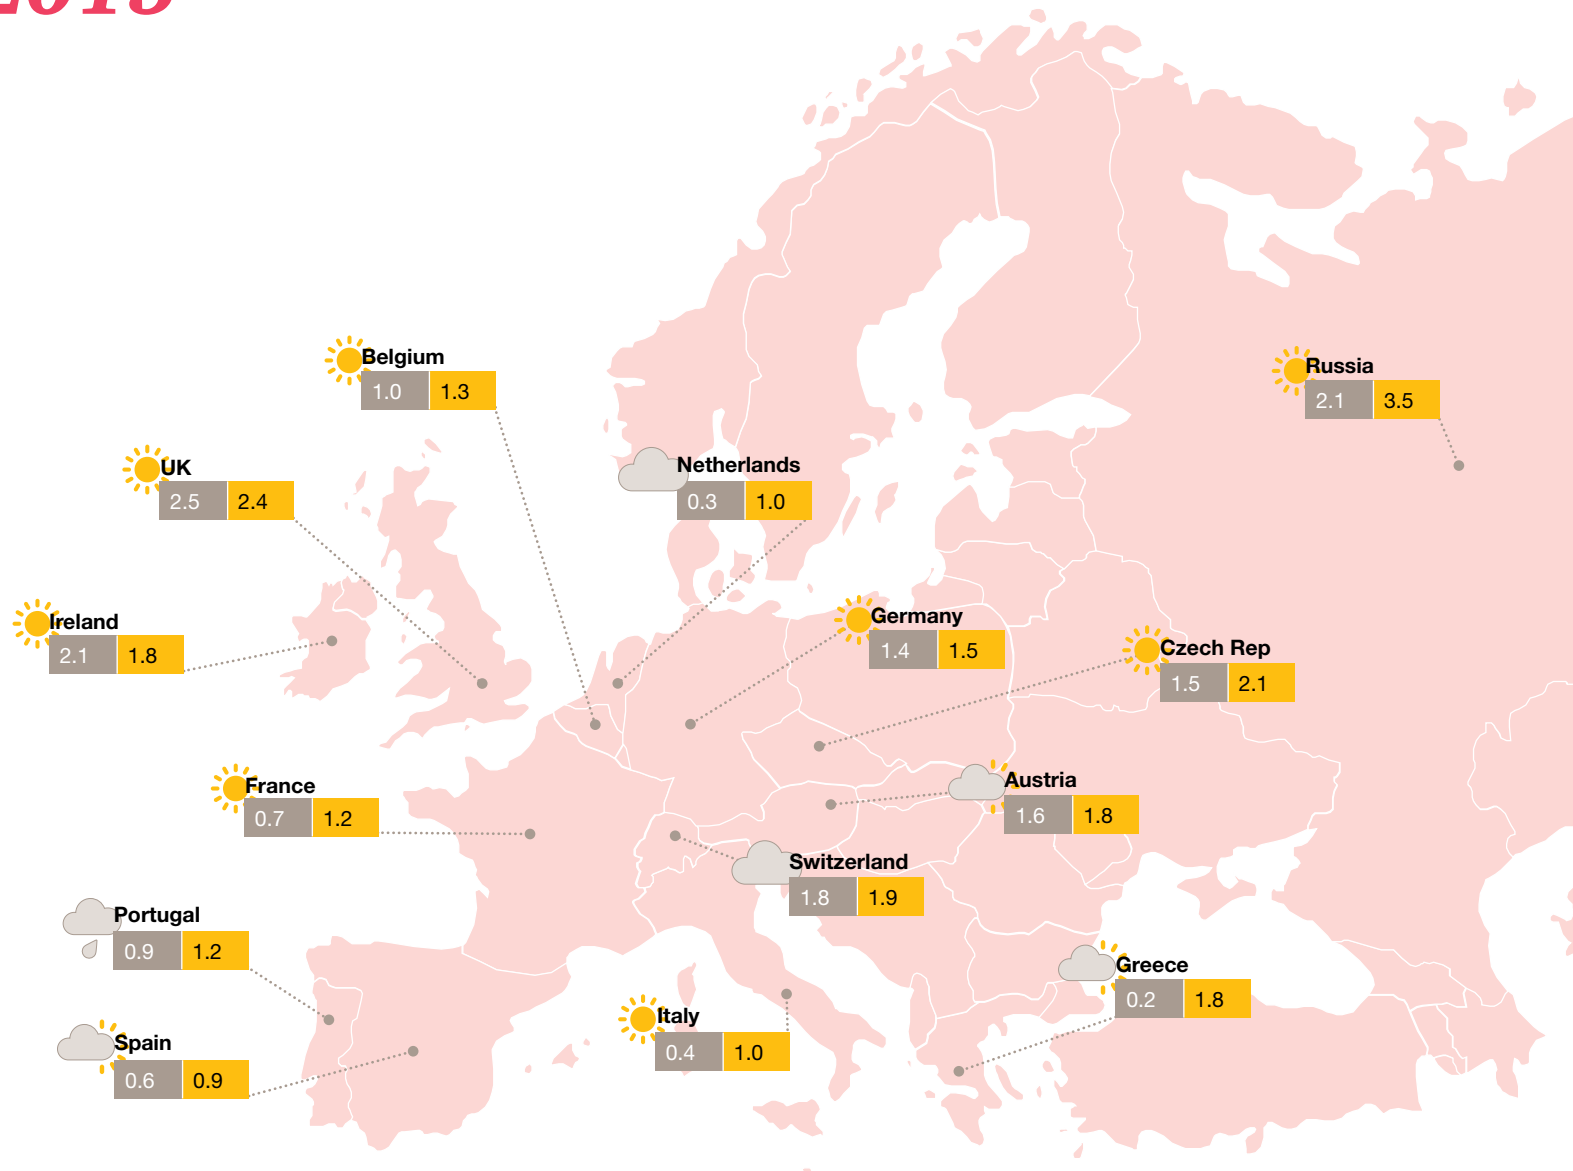 Belgium
1.0 1.3
Russia
2.1 3.5
UK
2.5 2.4
Netherlands
0.3 1.0
Ireland
2.1 1.8
Germany
1.4 1.5
Czech Rep
1.5 2.1
France
0.7 1.2
Austria
1.6 1.8
Switzerland
1.8 1.9
Portugal
0.9 1.2
Greece
0.2 1.8
Italy
0.4 1.0
Spain
0.6 0.9